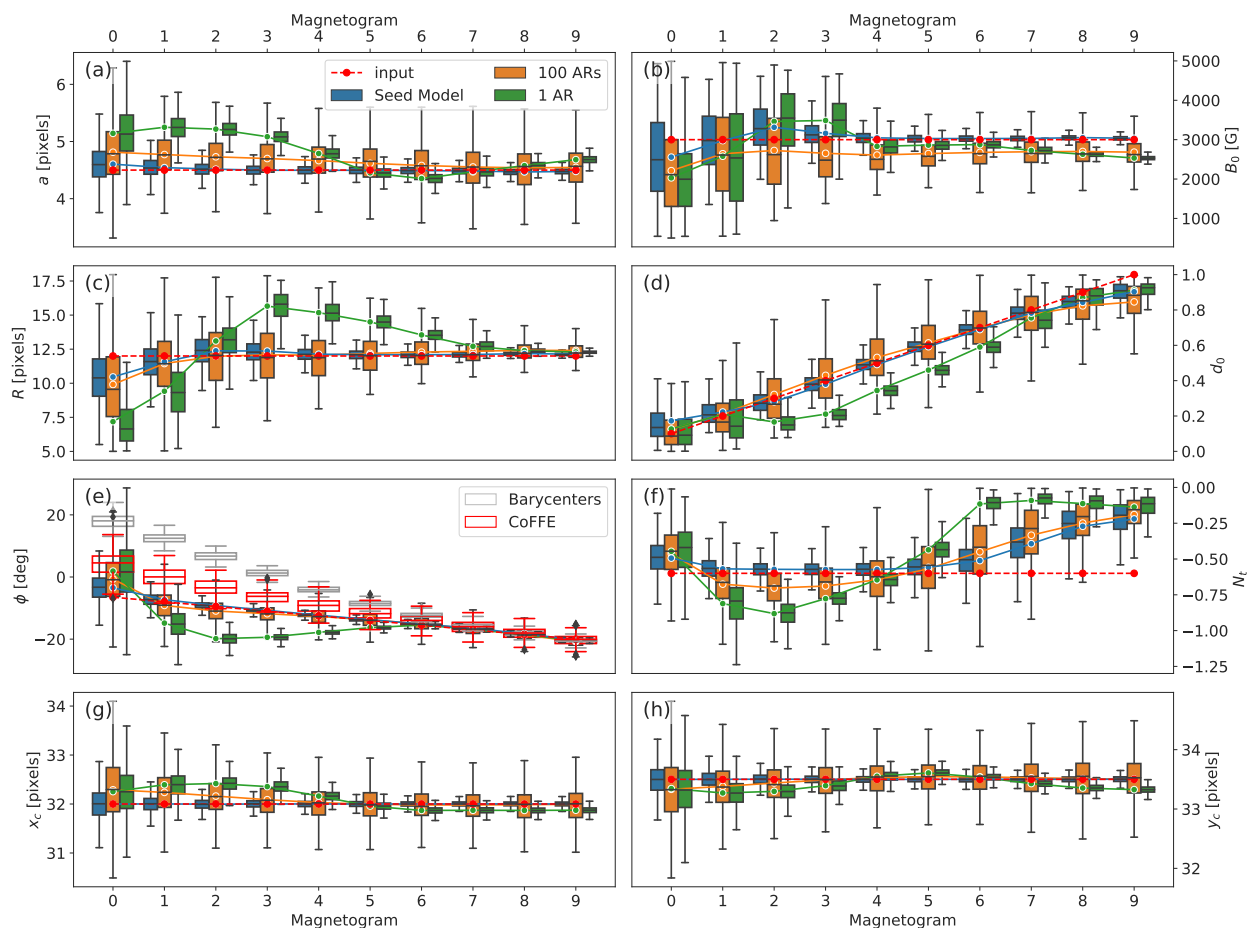 Magnetogram Magnetogram
0 1 2 3 4 5 6 7 8 9 0 1 2 3 4 5 6 7 8 9
(a) input 100 ARs
Seed Model 1 AR
6
5
4
a [pixels]
(b)
5000
4000
3000
2000
1000
B₀ [G]
(c)
17.5
15.0
12.5
10.0
7.5
5.0
R [pixels]
(d)
1.0
0.8
0.6
0.4
0.2
0.0
d₀
(e) Barycenters
CoFFE
20
0
−20
ϕ [deg]
(f)
0.00
−0.25
−0.50
−0.75
−1.00
−1.25
Nₜ
(g)
34
33
32
31
x_c [pixels]
(h)
34
33
32
y_c [pixels]
0 1 2 3 4 5 6 7 8 9 0 1 2 3 4 5 6 7 8 9
Magnetogram Magnetogram